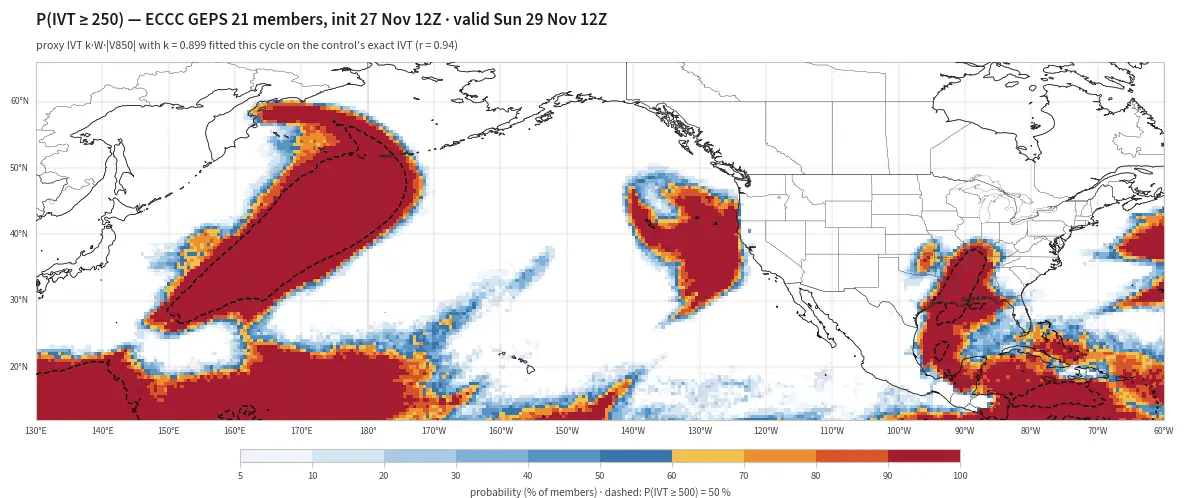 P(IVT ≥ 250) — ECCC GEPS 21 members, init 27 Nov 12Z · valid Sun 29 Nov 12Z
proxy IVT k·W·|V850| with k = 0.899 fitted this cycle on the control's exact IVT (r = 0.94)
60°N
50°N
40°N
30°N
20°N
130°E 140°E 150°E 160°E 170°E 180° 170°W 160°W 150°W 140°W 130°W 120°W 110°W 100°W 90°W 80°W 70°W 60°W
5 10 20 30 40 50 60 70 80 90 100
probability (% of members) · dashed: P(IVT ≥ 500) = 50 %